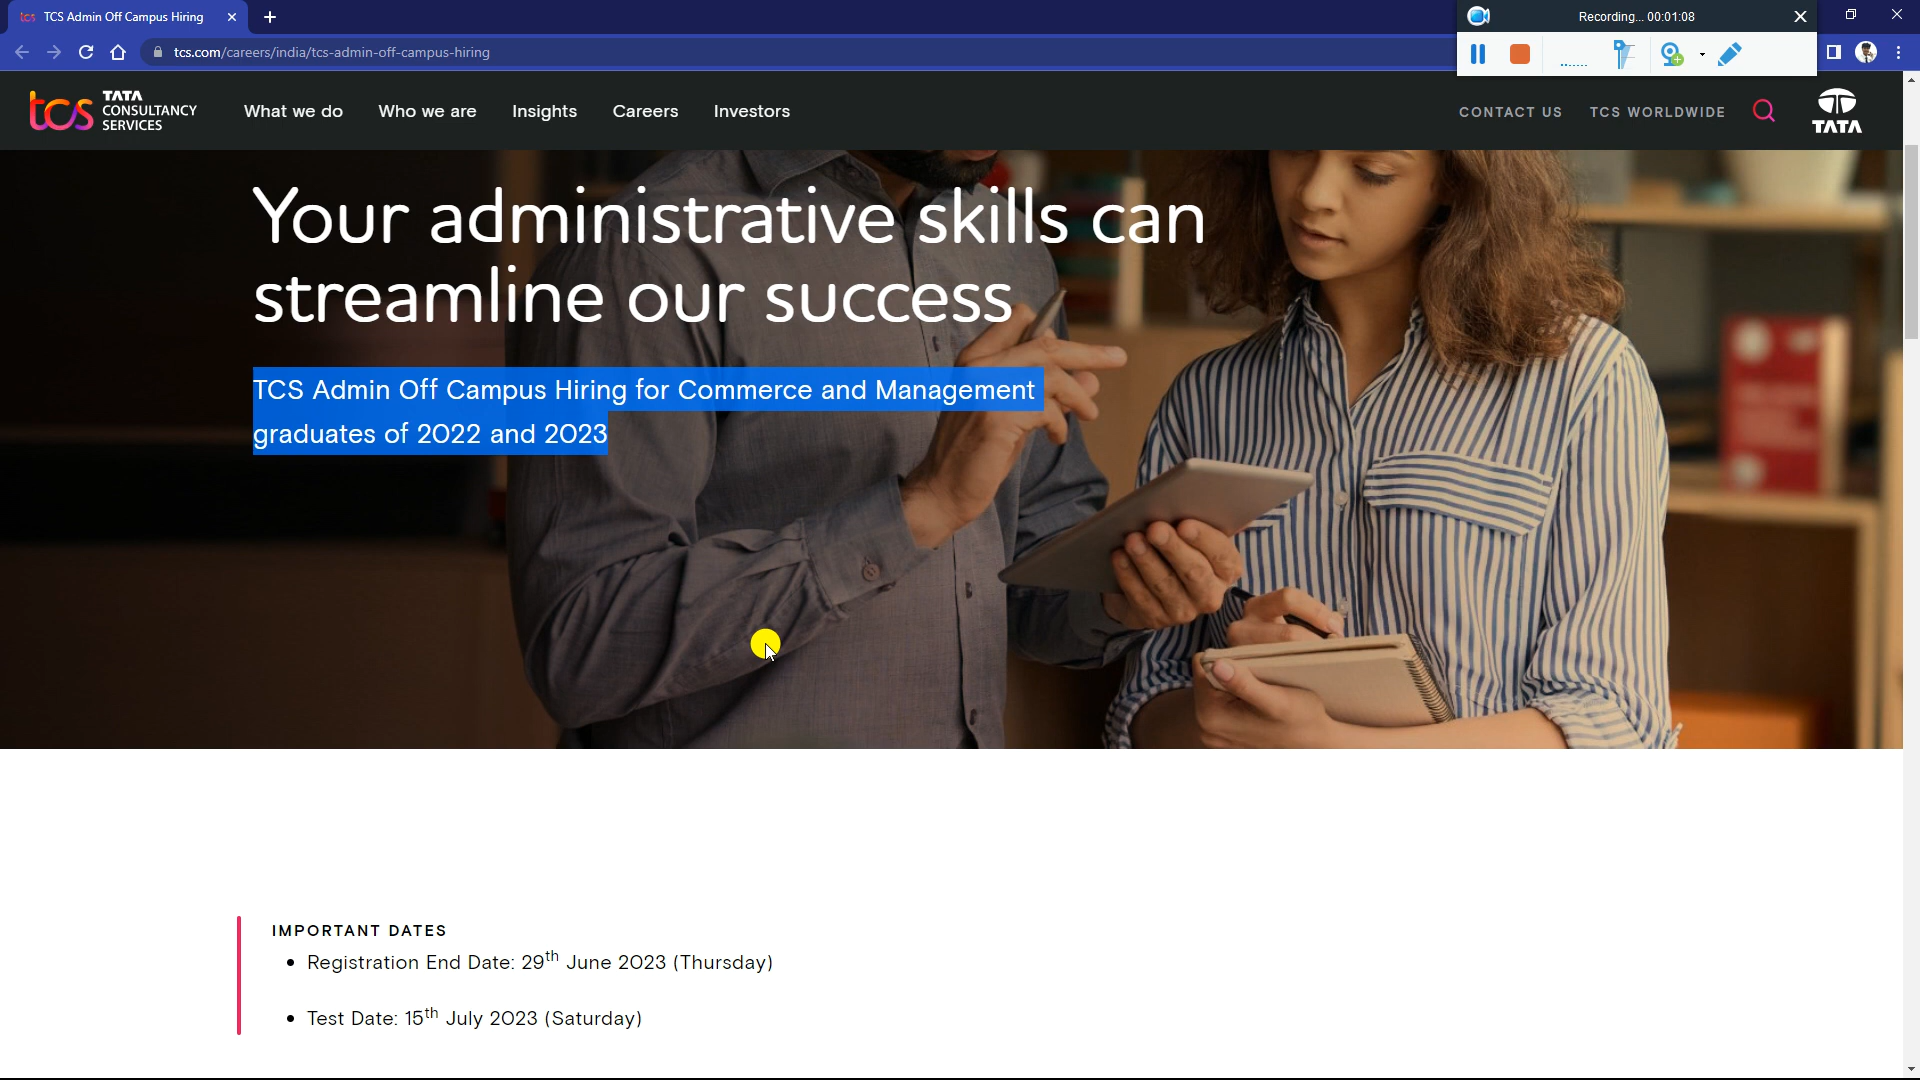 tcs TCS Admin Off Campus Hiring
Recording... 00:01:08
tcs.com/careers/india/tcs-admin-off-campus-hiring
tcs TATA
CONSULTANCY
SERVICES
What we do Who we are Insights Careers Investors
CONTACT US TCS WORLDWIDE
TATA
Your administrative skills can
streamline our success
TCS Admin Off Campus Hiring for Commerce and Management
graduates of 2022 and 2023
IMPORTANT DATES
• Registration End Date: 29th June 2023 (Thursday)
• Test Date: 15th July 2023 (Saturday)